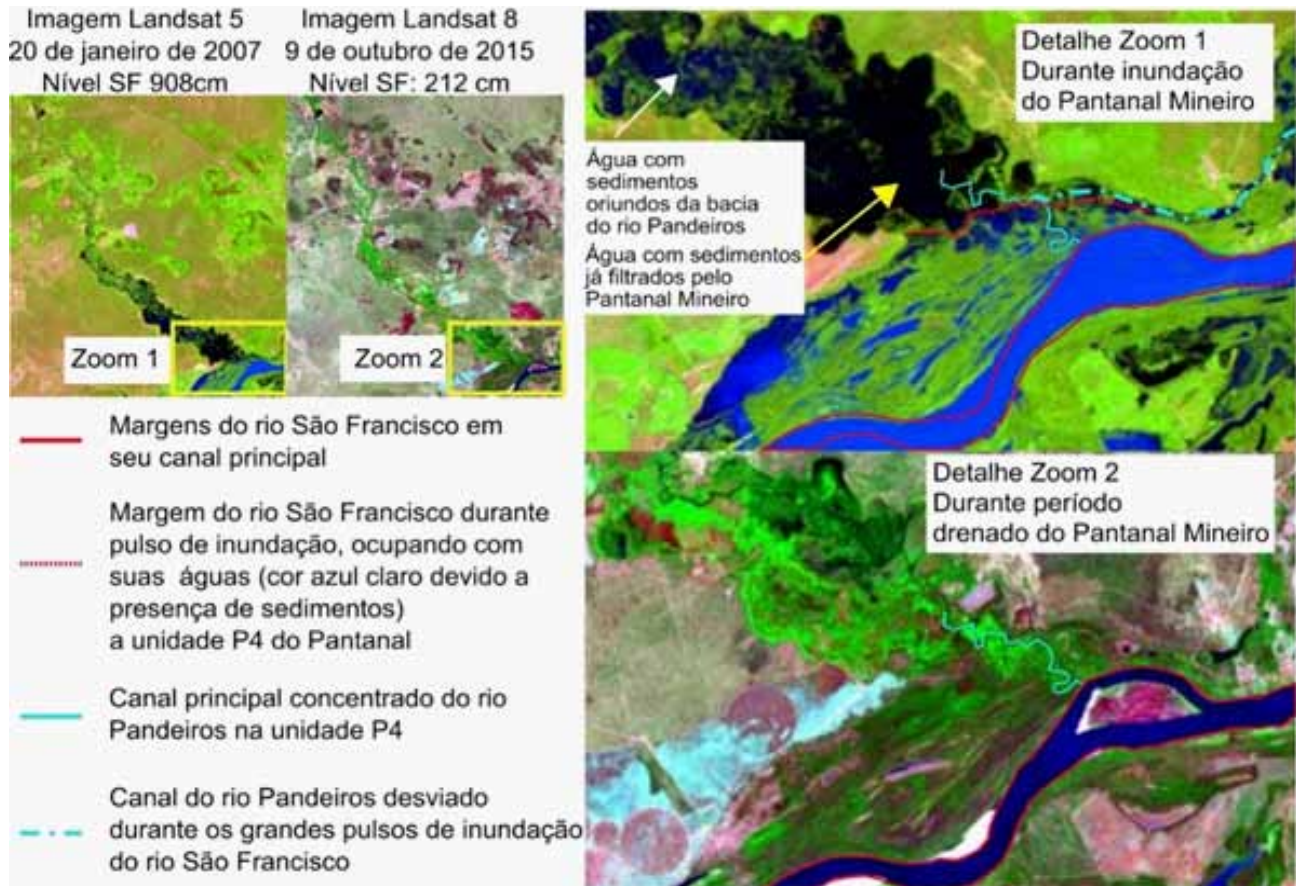 Imagem Landsat 5
20 de janeiro de 2007
Nível SF 908cm
Imagem Landsat 8
9 de outubro de 2015
Nível SF: 212 cm
Zoom 1
Zoom 2
Margens do rio São Francisco em
seu canal principal
Margem do rio São Francisco durante
pulso de inundação, ocupando com
suas águas (cor azul claro devido a
presença de sedimentos)
a unidade P4 do Pantanal
Canal principal concentrado do rio
Pandeiros na unidade P4
Canal do rio Pandeiros desviado
durante os grandes pulsos de inundação
do rio São Francisco
Detalhe Zoom 1
Durante inundação
do Pantanal Mineiro
Água com
sedimentos
oriundos da bacia
do rio Pandeiros
Água com sedimentos
já filtrados pelo
Pantanal Mineiro
Detalhe Zoom 2
Durante período
drenado do Pantanal Mineiro